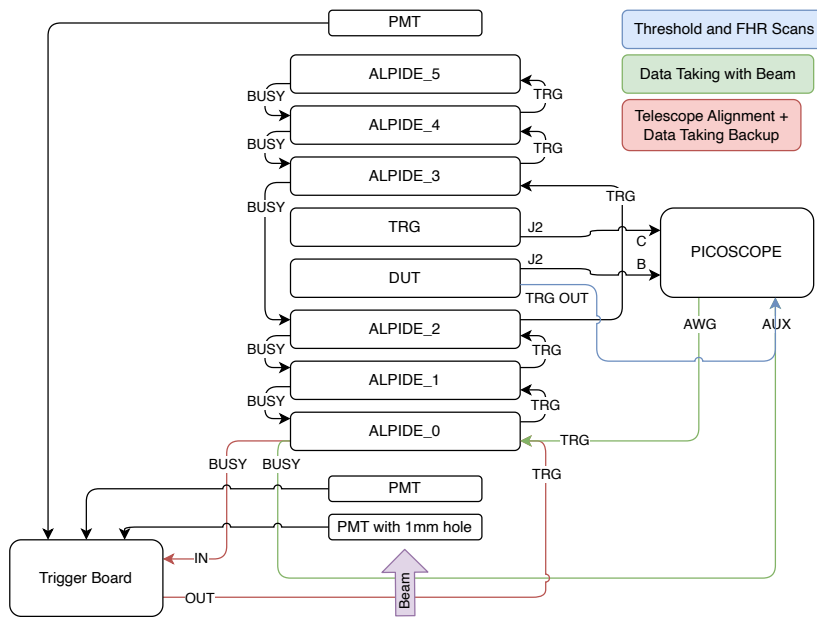 PMT
Threshold and FHR Scans
ALPIDE_5
BUSY
TRG
Data Taking with Beam
ALPIDE_4
BUSY
TRG
Telescope Alignment +
Data Taking Backup
ALPIDE_3
BUSY
TRG
TRG
J2
C
PICOSCOPE
J2
B
DUT
TRG OUT
ALPIDE_2
AWG
AUX
BUSY
TRG
ALPIDE_1
BUSY
TRG
ALPIDE_0
TRG
BUSY
BUSY
TRG
PMT
PMT with 1mm hole
IN
Trigger Board
OUT
Beam